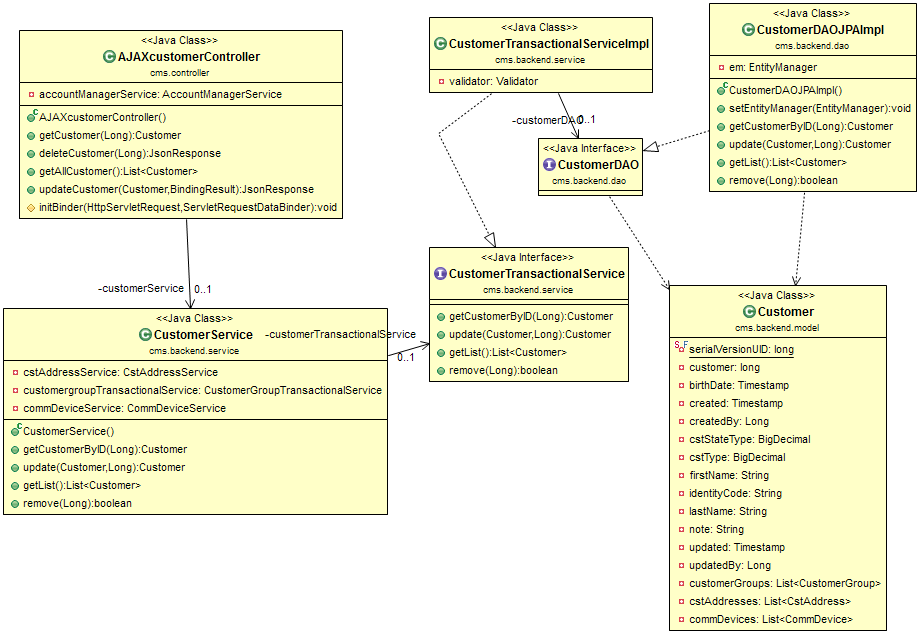 <<Java Class>>
AJAXcustomerController
cms.controller
accountManagerService: AccountManagerService
AJAXcustomerController()
getCustomer(Long):Customer
deleteCustomer(Long):JsonResponse
getAllCustomer():List<Customer>
updateCustomer(Customer,BindingResult):JsonResponse
initBinder(HttpServletRequest,ServletRequestDataBinder):void
<<Java Class>>
CustomerTransactionalServiceImpl
cms.backend.service
validator: Validator
<<Java Class>>
CustomerDAOJPAImpl
cms.backend.dao
em: EntityManager
CustomerDAOJPAImpl()
setEntityManager(EntityManager):void
getCustomerByID(Long):Customer
update(Customer,Long):Customer
getList():List<Customer>
remove(Long):boolean
-customerDAO
0..1
<<Java Interface>>
CustomerDAO
cms.backend.dao
-customerService
0..1
<<Java Class>>
CustomerService
cms.backend.service
cstAddressService: CstAddressService
customergroupTransactionalService: CustomerGroupTransactionalService
commDeviceService: CommDeviceService
CustomerService()
getCustomerByID(Long):Customer
update(Customer,Long):Customer
getList():List<Customer>
remove(Long):boolean
-customerTransactionalService
0..1
<<Java Interface>>
CustomerTransactionalService
cms.backend.service
getCustomerByID(Long):Customer
update(Customer,Long):Customer
getList():List<Customer>
remove(Long):boolean
<<Java Class>>
Customer
cms.backend.model
serialVersionUID: long
customer: long
birthDate: Timestamp
created: Timestamp
createdBy: Long
cstStateType: BigDecimal
cstType: BigDecimal
firstName: String
identityCode: String
lastName: String
note: String
updated: Timestamp
updatedBy: Long
customerGroups: List<CustomerGroup>
cstAddresses: List<CstAddress>
commDevices: List<CommDevice>